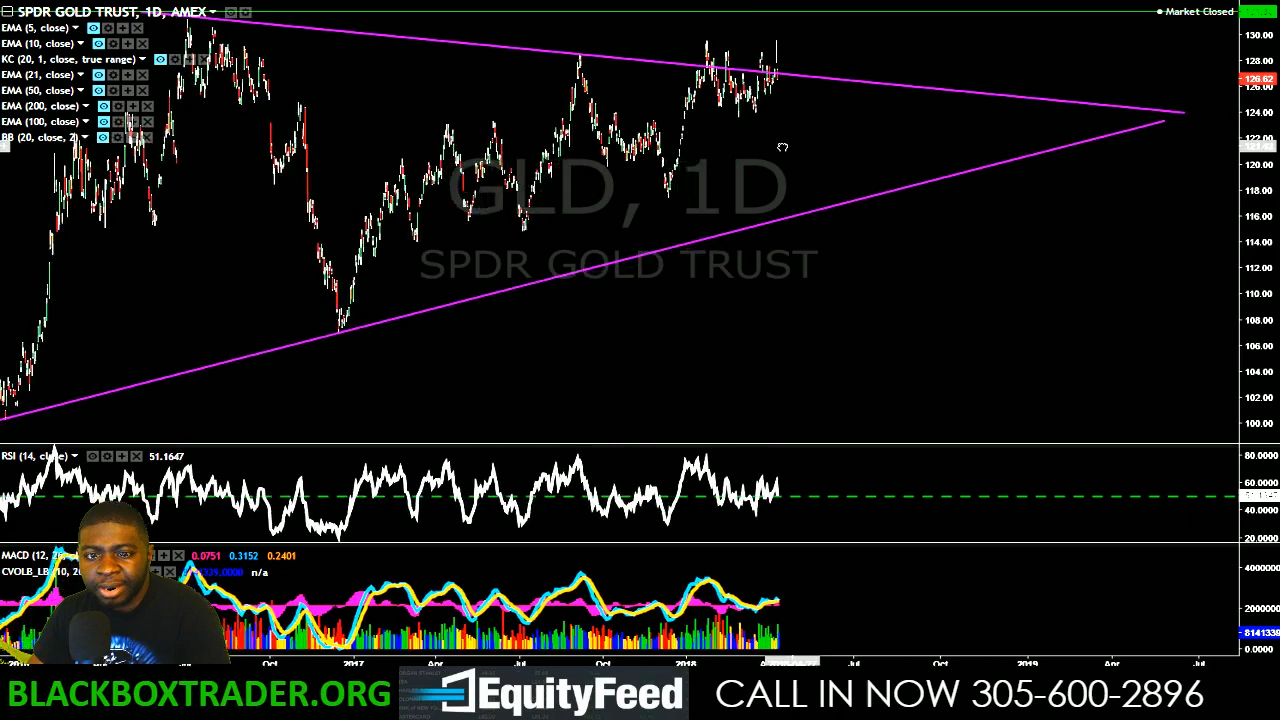 SPDR GOLD TRUST, 1D, AMEX
Market Closed
EMA (5, close)
EMA (10, close)
KC (20, 1, close, true range)
EMA (21, close)
EMA (50, close)
EMA (200, close)
EMA (100, close)
BB (20, close, 2)
130.00
128.00
126.62
126.00
124.00
122.00
120.00
118.00
116.00
114.00
112.00
110.00
108.00
106.00
104.00
102.00
100.00
GLD, 1D
SPDR GOLD TRUST
RSI (14, close) 51.1647
80.0000
60.0000
40.0000
20.0000
MACD (12, 0.0751 0.3152 0.2401
CVOLB_LB n/a
4000000
2000000
8141339
0.0000
Oct 2017 Apr Jul Oct 2018 Jul Oct 2019 Apr Jul
BLACKBOXTRADER.ORG
EquityFeed
CALL IN NOW 305-600-2896